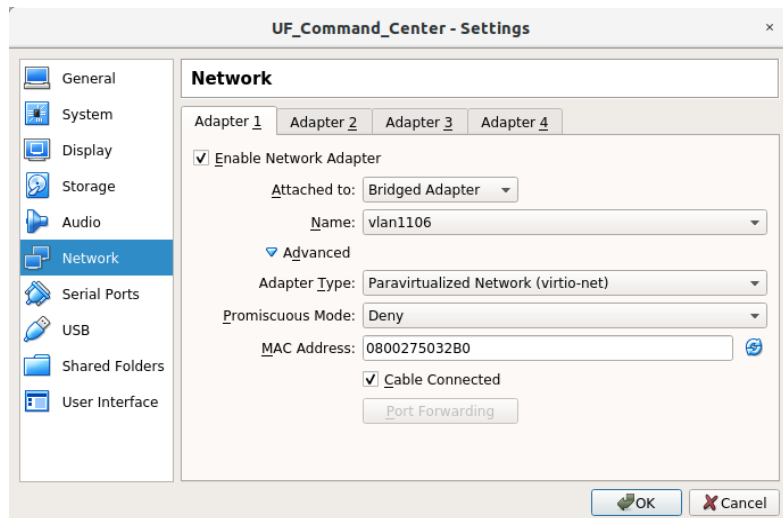 UF_Command_Center - Settings ×
General
System
Display
Storage
Audio
Network
Serial Ports
USB
Shared Folders
User Interface
Network
Adapter 1 Adapter 2 Adapter 3 Adapter 4
Enable Network Adapter
Attached to: Bridged Adapter
Name: vlan1106
Advanced
Adapter Type: Paravirtualized Network (virtio-net)
Promiscuous Mode: Deny
MAC Address: 0800275032B0
Cable Connected
Port Forwarding
OK Cancel